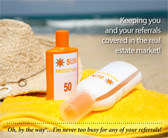 Keeping you
and your referrals
covered in the real
estate market!
SUN
50
Oh, by the way®...I'm never too busy for any of your referrals.